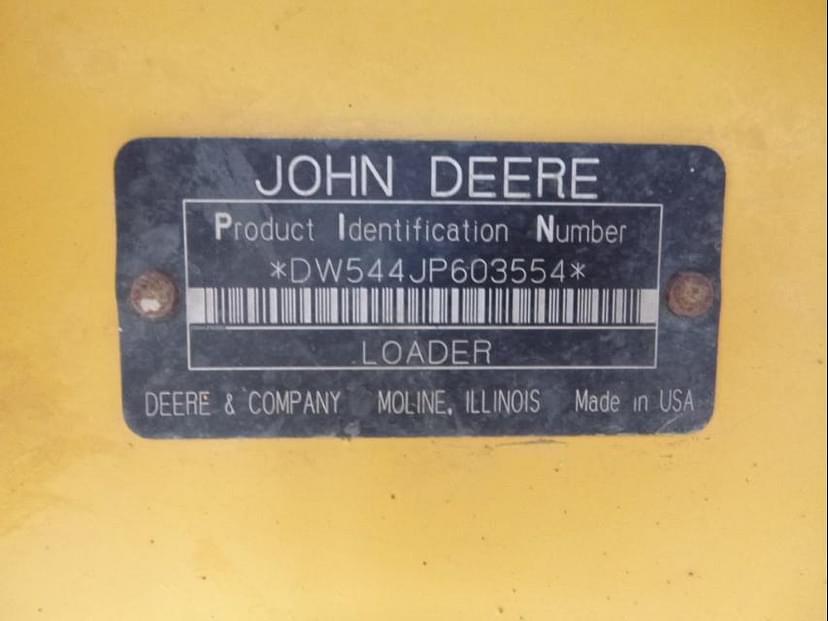 JOHN DEERE
Product Identification Number
*DW544JP603554*
LOADER
DEERE & COMPANY MOLINE, ILLINOIS Made in USA